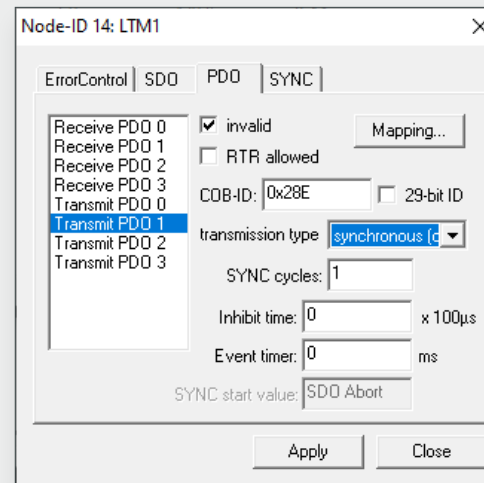 Node-ID 14: LTM1
ErrorControl SDO PDO SYNC
Receive PDO 0
Receive PDO 1
Receive PDO 2
Receive PDO 3
Transmit PDO 0
Transmit PDO 1
Transmit PDO 2
Transmit PDO 3
invalid
Mapping...
RTR allowed
COB-ID: 0x28E 29-bit ID
transmission type synchronous (c
SYNC cycles: 1
Inhibit time: 0 x 100µs
Event timer: 0 ms
SYNC start value: SDO Abort
Apply Close